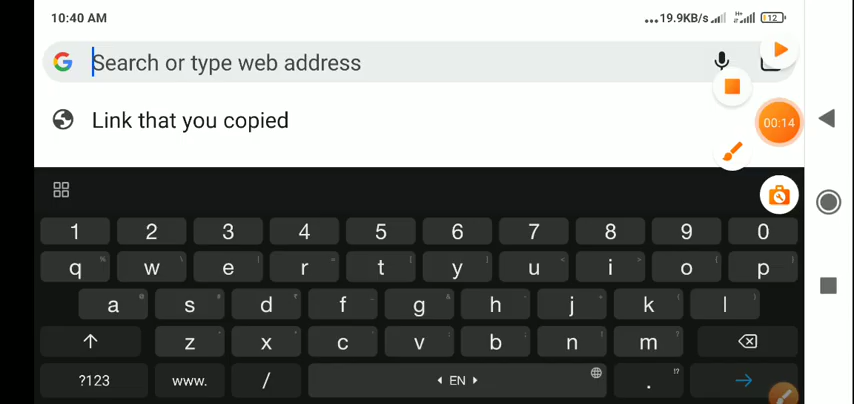 10:40 AM
...19.9KB/s H+ 12
Search or type web address
Link that you copied
00:14
1 2 3 4 5 6 7 8 9 0
q w e r t y u i o p
a s d f g h j k l
z x c v b n m
?123 www. / EN . !?